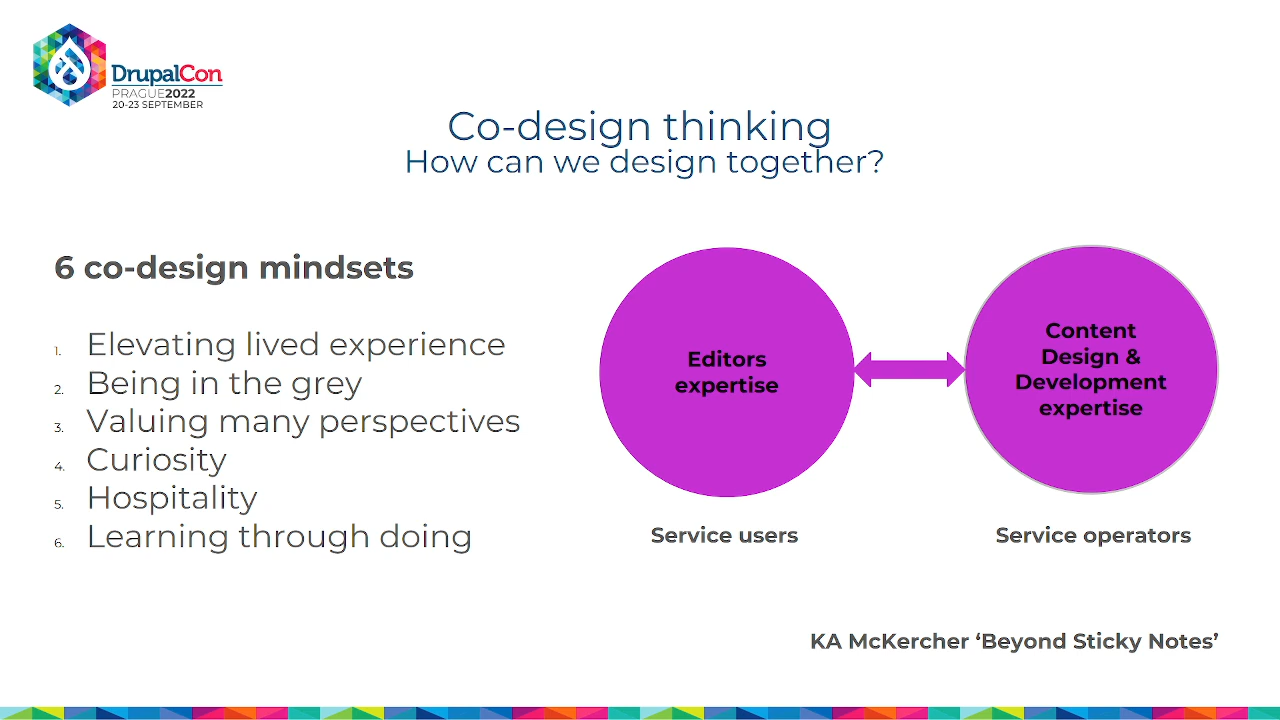 DrupalCon
PRAGUE2022
20-23 SEPTEMBER
Co-design thinking
How can we design together?
6 co-design mindsets
1. Elevating lived experience
2. Being in the grey
3. Valuing many perspectives
4. Curiosity
5. Hospitality
6. Learning through doing
Editors
expertise
Service users
Content
Design &
Development
expertise
Service operators
KA McKercher ‘Beyond Sticky Notes’